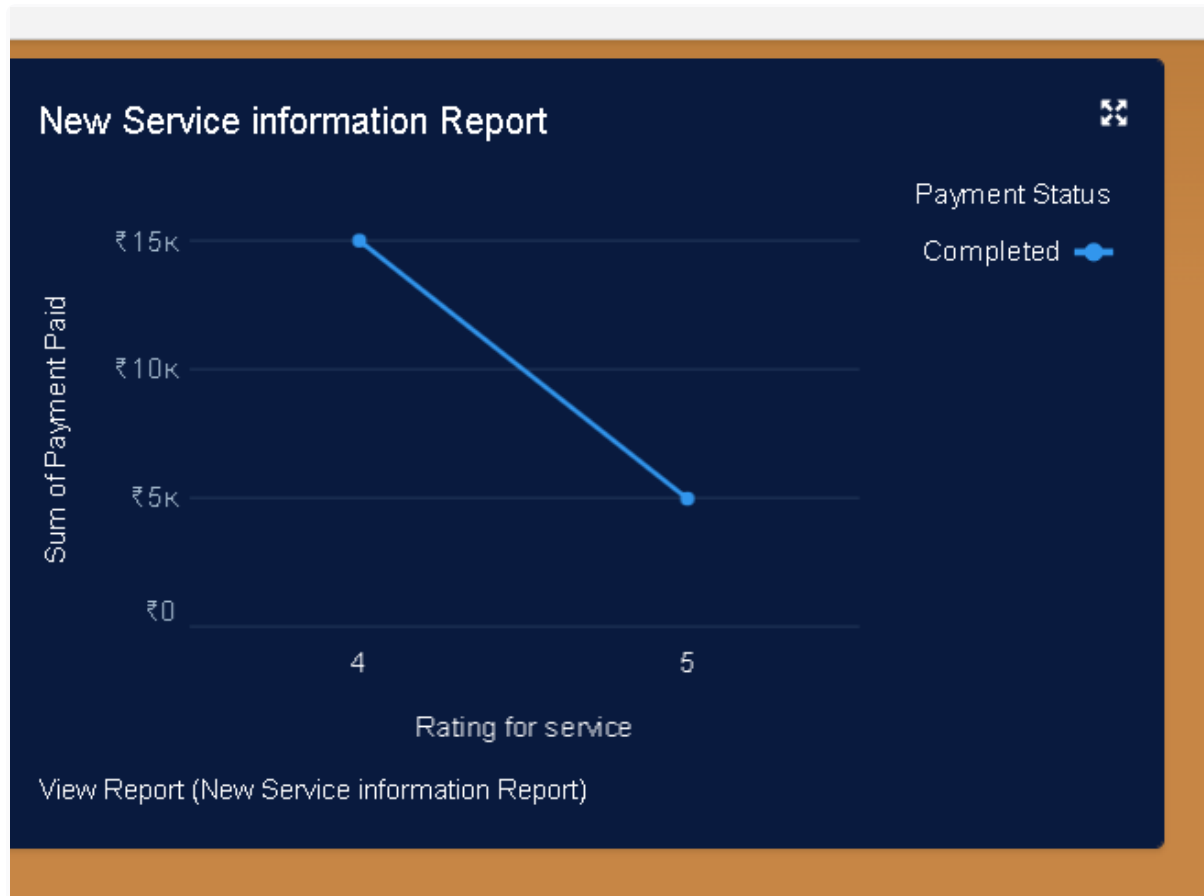 New Service information Report
Payment Status
Completed
Sum of Payment Paid
₹15K
₹10K
₹5K
₹0
4 5
Rating for service
View Report (New Service information Report)